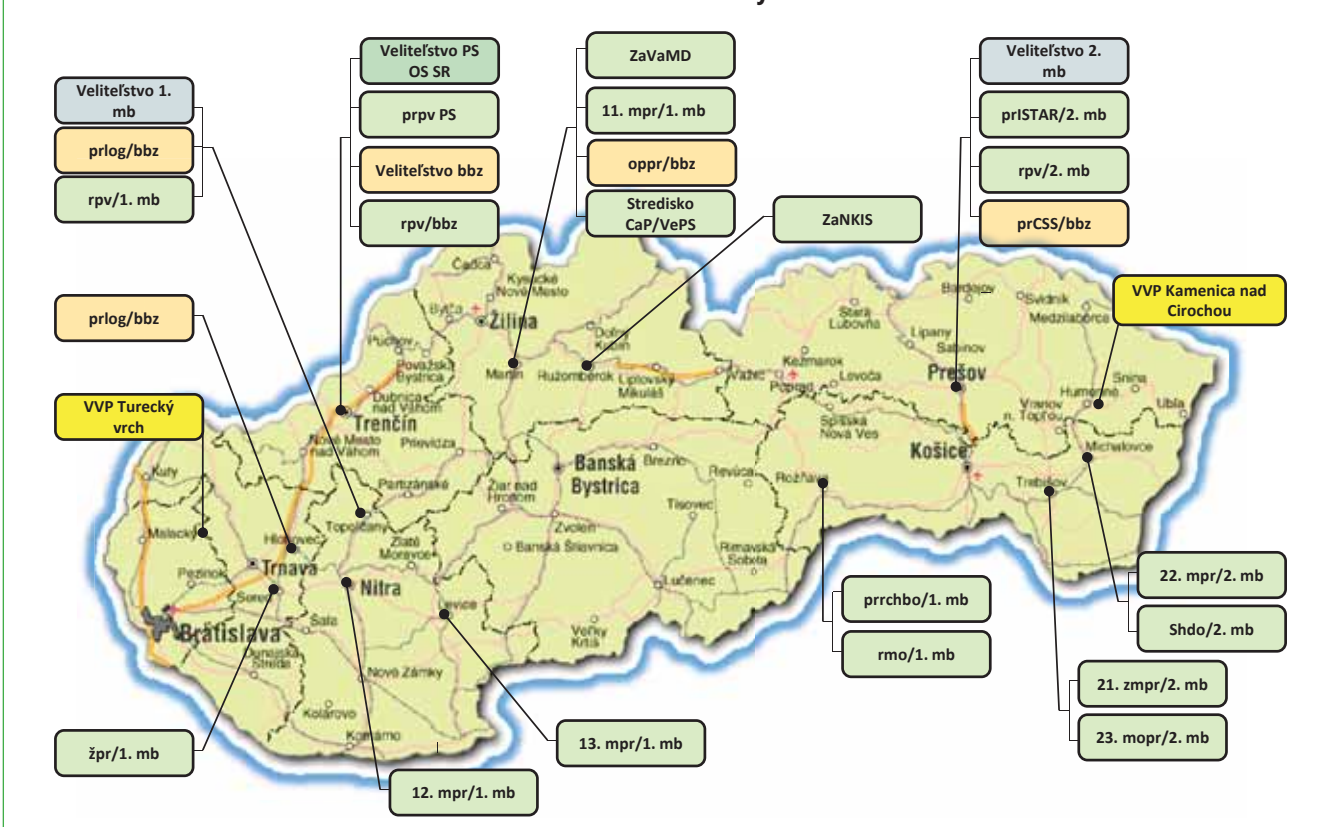 Veliteľstvo PS
OS SR
prpv PS
Veliteľstvo bbz
rpv/bbz
ZaVaMD
11. mpr/1. mb
oppr/bbz
Stredisko
CaP/VePS
ZaNKIS
Veliteľstvo 2.
mb
prISTAR/2. mb
rpv/2. mb
prCSS/bbz
Veliteľstvo 1.
mb
prlog/bbz
rpv/1. mb
prlog/bbz
VVP Turecký
vrch
VVP Kamenica nad
Cirochou
Čadca
Kysucké
Nové Mesto
Bytča
Žilina
Púchov
Považská
Bystrica
Martin
Dolný
Kubín
Ružomberok
Liptovský
Mikuláš
Važec
Poprad
Kežmarok
Levoča
Stará
Ľubovňa
Lipany
Sabinov
Bardejov
Svidník
Medzilaborce
Prešov
Snina
Humenné
Ubľa
Vranov
n. Topľou
Michalovce
Trebišov
Košice
Spišská
Nová Ves
Rožňava
Revúca
Tisovec
Rimavská
Sobota
Brezno
Banská
Bystrica
Dubnica
nad Váhom
Trenčín
Nové Mesto
nad Váhom
Prievidza
Partizánske
Žiar nad
Hronom
Zvolen
Banská Štiavnica
Lučenec
Veľký
Krtíš
Topoľčany
Zlaté
Moravce
Kuty
Malacky
Hlohovec
Trnava
Pezinok
Sereď
Nitra
Levice
Šaľa
Bratislava
Dunajská
Streda
Nové Zámky
Kolárovo
Komárno
22. mpr/2. mb
Shdo/2. mb
prrchbo/1. mb
rmo/1. mb
21. zmpr/2. mb
23. mopr/2. mb
žpr/1. mb
13. mpr/1. mb
12. mpr/1. mb